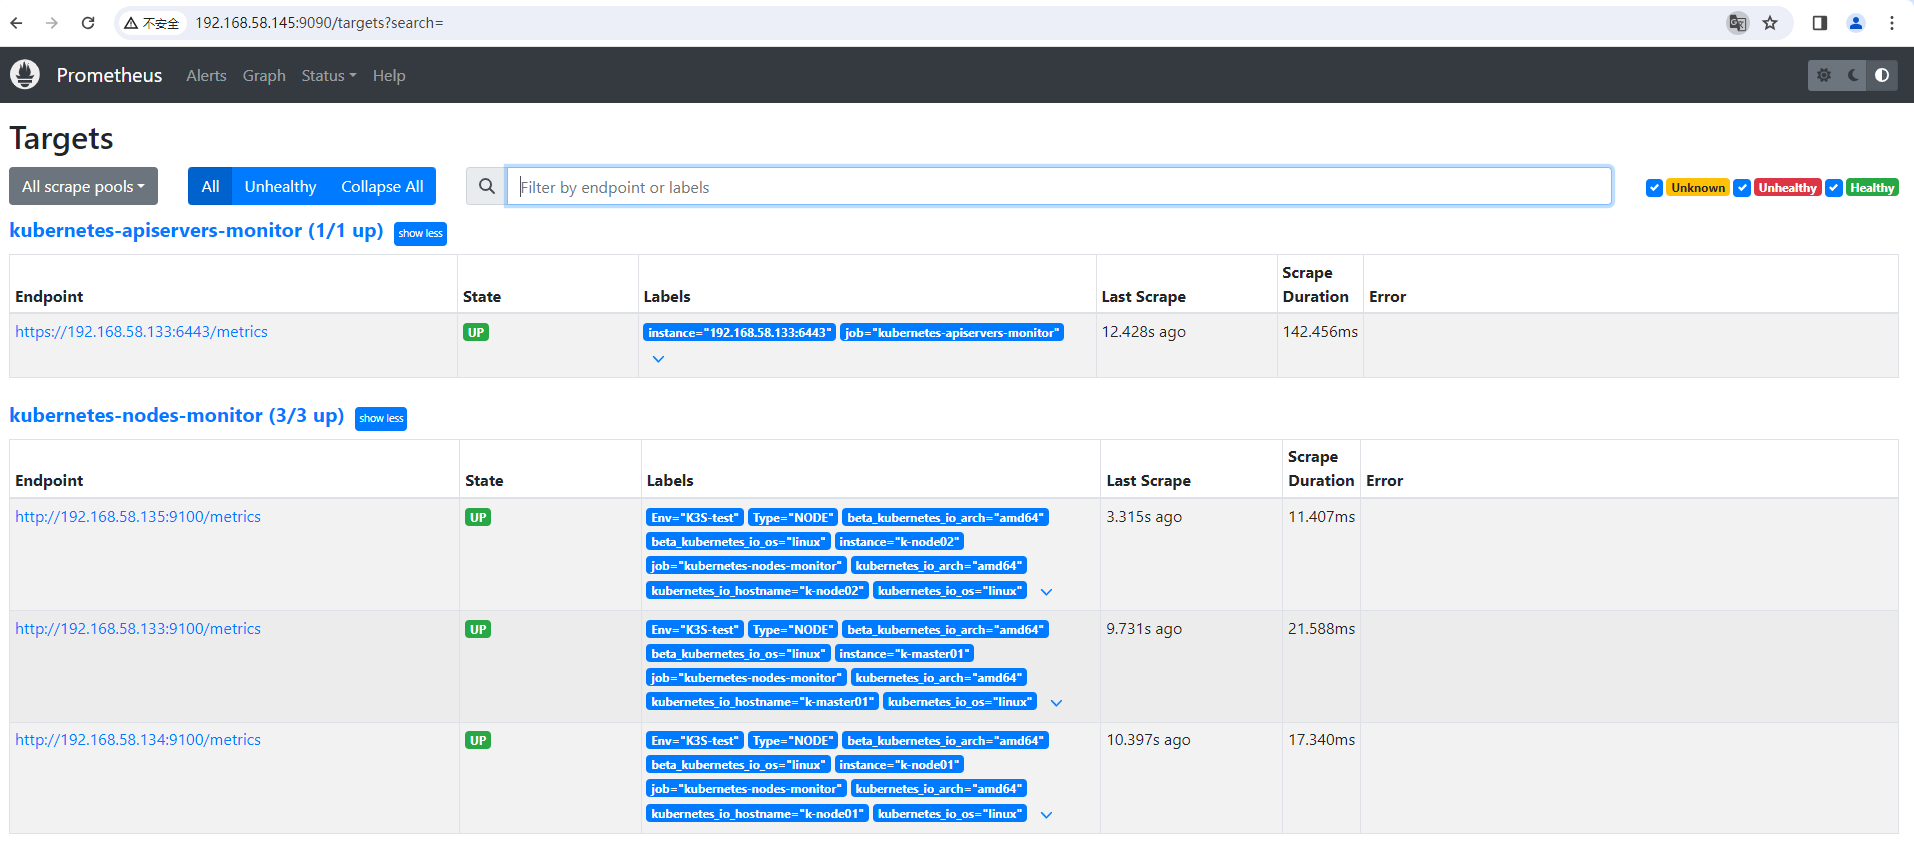 不安全 192.168.58.145:9090/targets?search=
Prometheus Alerts Graph Status Help
Targets
All scrape pools All Unhealthy Collapse All Filter by endpoint or labels Unknown Unhealthy Healthy
kubernetes-apiservers-monitor (1/1 up) show less
Endpoint State Labels Last Scrape Scrape Duration Error
https://192.168.58.133:6443/metrics UP instance="192.168.58.133:6443" job="kubernetes-apiservers-monitor" 12.428s ago 142.456ms
kubernetes-nodes-monitor (3/3 up) show less
Endpoint State Labels Last Scrape Scrape Duration Error
http://192.168.58.135:9100/metrics UP Env="K3S-test" Type="NODE" beta_kubernetes_io_arch="amd64" 3.315s ago 11.407ms
beta_kubernetes_io_os="linux" instance="k-node02"
job="kubernetes-nodes-monitor" kubernetes_io_arch="amd64"
kubernetes_io_hostname="k-node02" kubernetes_io_os="linux"
http://192.168.58.133:9100/metrics UP Env="K3S-test" Type="NODE" beta_kubernetes_io_arch="amd64" 9.731s ago 21.588ms
beta_kubernetes_io_os="linux" instance="k-master01"
job="kubernetes-nodes-monitor" kubernetes_io_arch="amd64"
kubernetes_io_hostname="k-master01" kubernetes_io_os="linux"
http://192.168.58.134:9100/metrics UP Env="K3S-test" Type="NODE" beta_kubernetes_io_arch="amd64" 10.397s ago 17.340ms
beta_kubernetes_io_os="linux" instance="k-node01"
job="kubernetes-nodes-monitor" kubernetes_io_arch="amd64"
kubernetes_io_hostname="k-node01" kubernetes_io_os="linux"